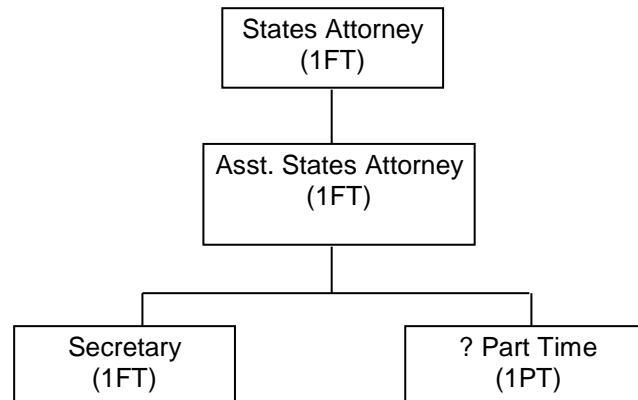 States Attorney
(1FT)
Asst. States Attorney
(1FT)
Secretary
(1FT)
? Part Time
(1PT)